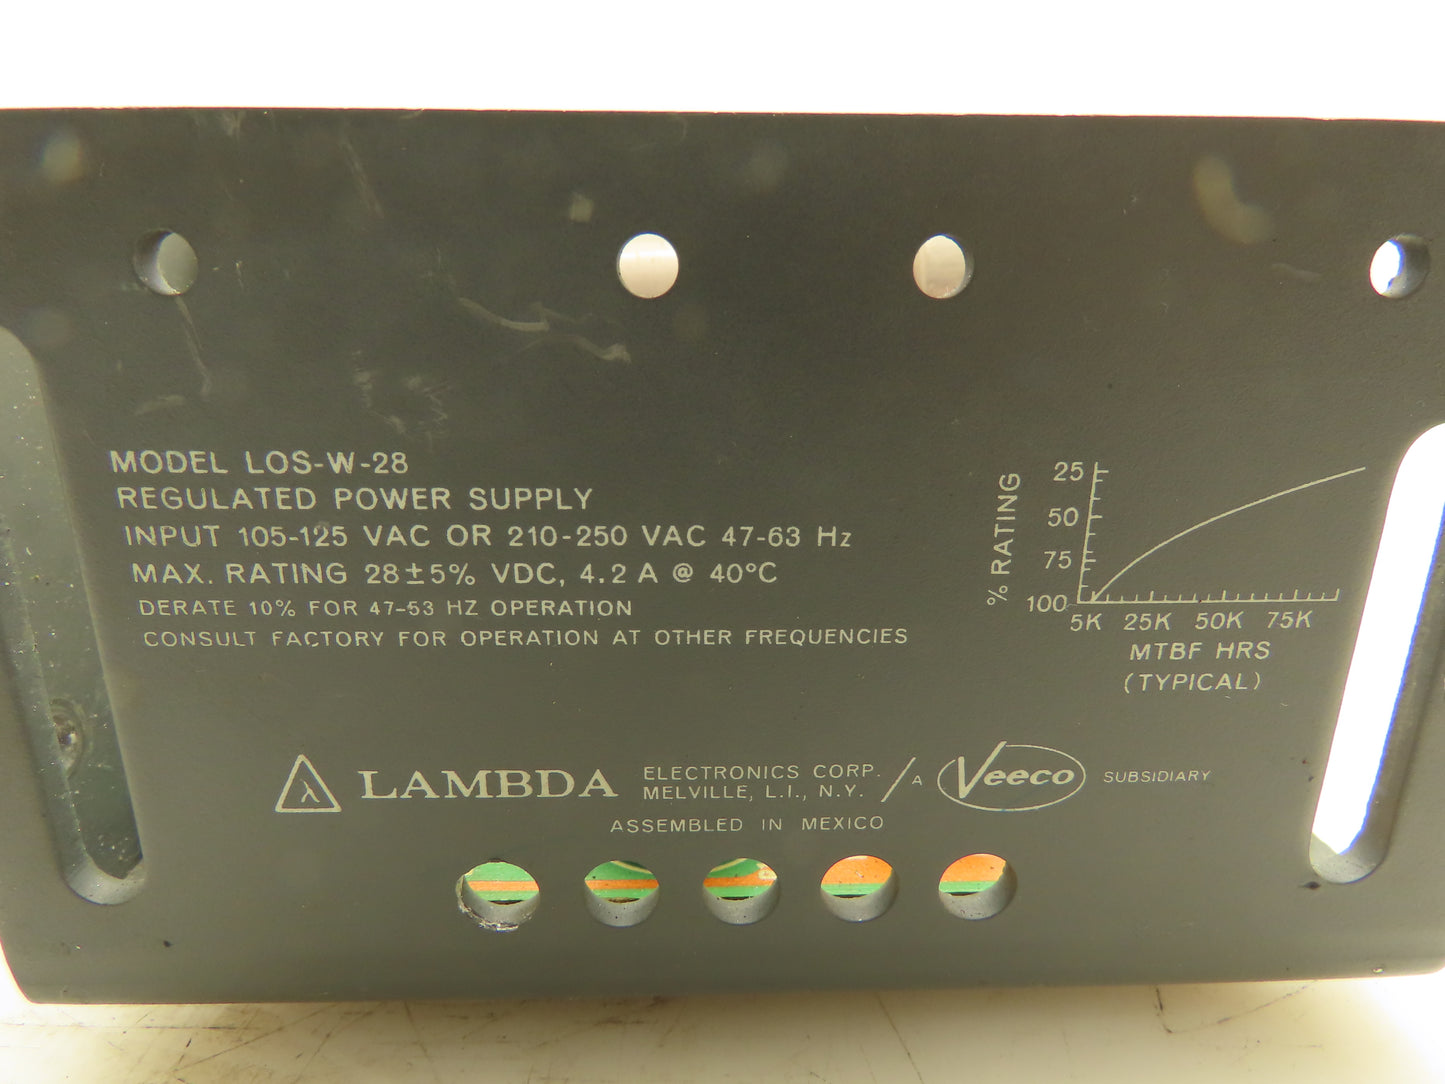 MODEL LOS-W-28
REGULATED POWER SUPPLY
INPUT 105-125 VAC OR 210-250 VAC 47-63 Hz
MAX. RATING 28±5% VDC, 4.2 A @ 40°C
DERATE 10% FOR 47-53 HZ OPERATION
CONSULT FACTORY FOR OPERATION AT OTHER FREQUENCIES
% RATING
25
50
75
100
5K 25K 50K 75K
MTBF HRS
(TYPICAL)
λ LAMBDA ELECTRONICS CORP.
MELVILLE, L.I., N.Y. / A Veeco SUBSIDIARY
ASSEMBLED IN MEXICO